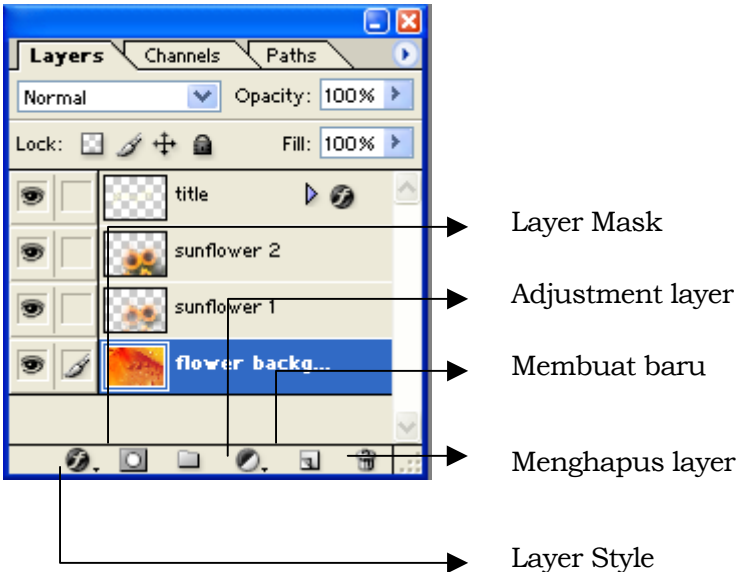 Layers Channels Paths
Normal Opacity: 100%
Lock: Fill: 100%
title
sunflower 2
sunflower 1
flower backg...
Layer Mask
Adjustment layer
Membuat baru
Menghapus layer
Layer Style